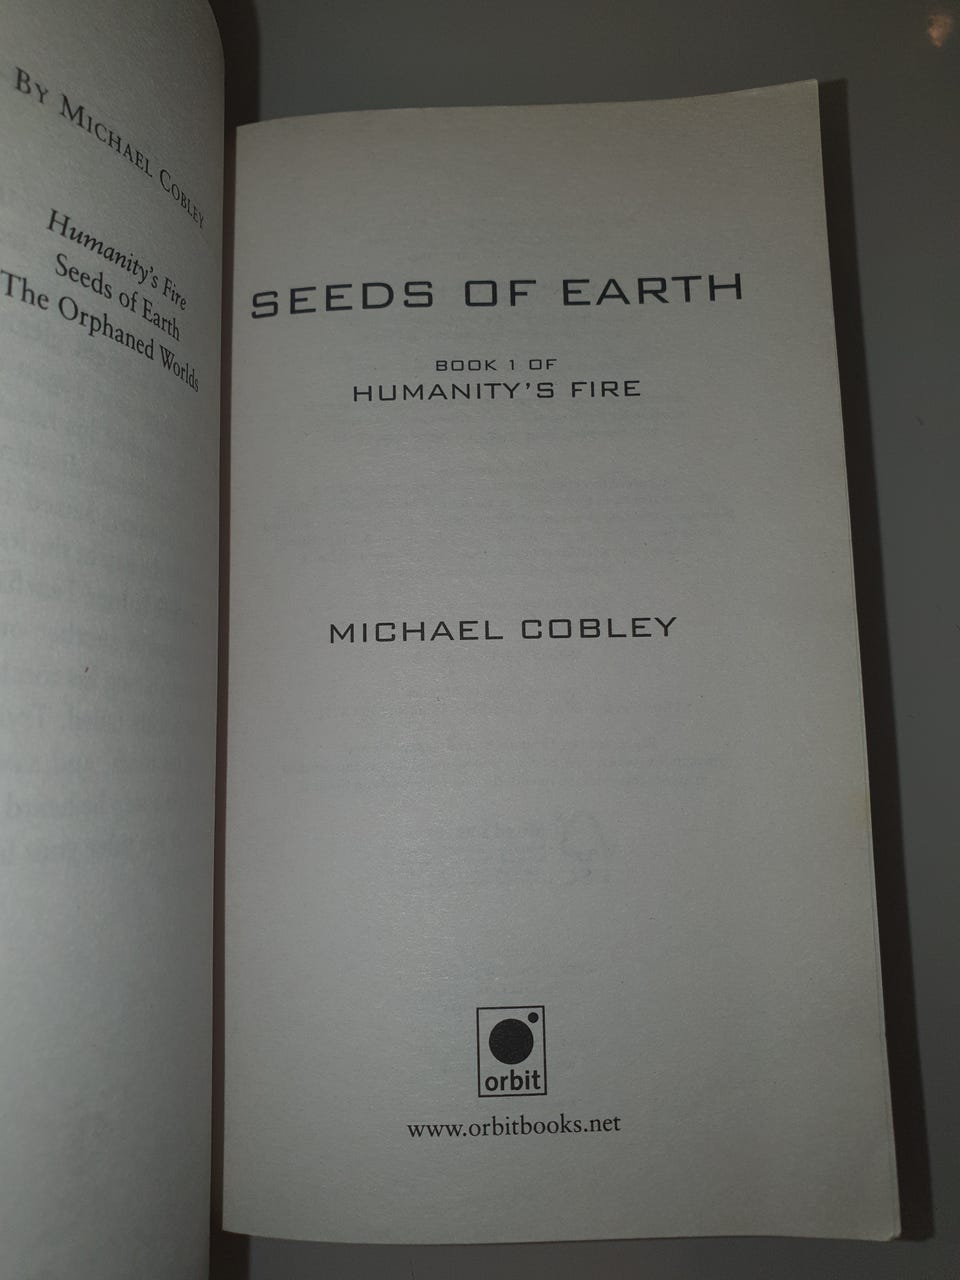 BY MICHAEL COBLEY
Humanity's Fire
Seeds of Earth
The Orphaned Worlds
SEEDS OF EARTH
BOOK 1 OF
HUMANITY'S FIRE
MICHAEL COBLEY
orbit
www.orbitbooks.net